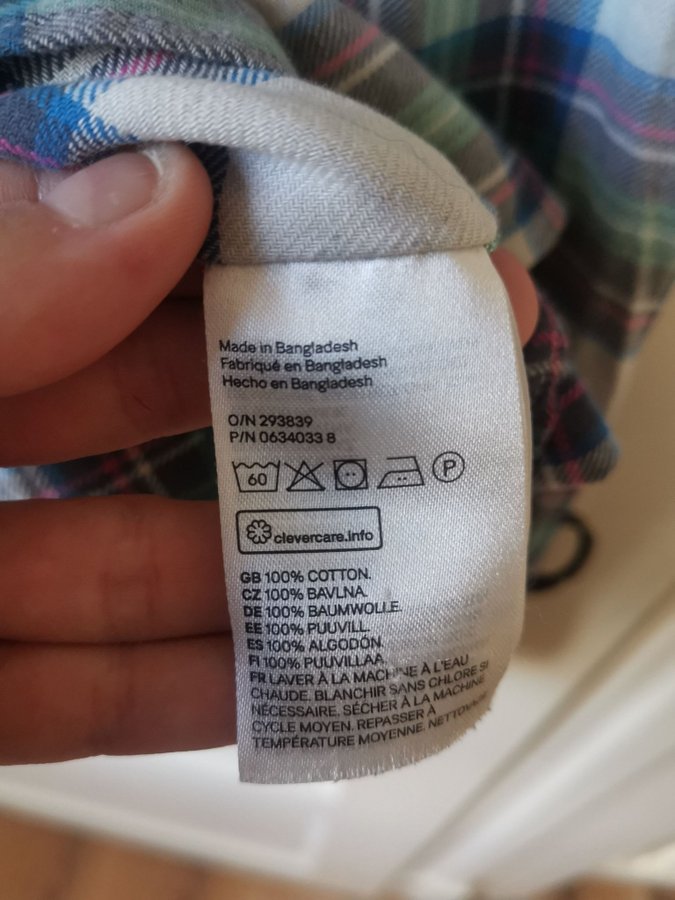 Made in Bangladesh
Fabriqué en Bangladesh
Hecho en Bangladesh
O/N 293839
P/N 0634033 8
60 P
clevercare.info
GB 100% COTTON.
CZ 100% BAVLNA.
DE 100% BAUMWOLLE.
EE 100% PUUVILL.
ES 100% ALGODÓN.
FI 100% PUUVILLAA.
FR LAVER À LA MACHINE À L'EAU
CHAUDE. BLANCHIR SANS CHLORE SI
NÉCESSAIRE. SÉCHER À LA MACHINE
CYCLE MOYEN. REPASSER À
TEMPÉRATURE MOYENNE. NETTOYAGE